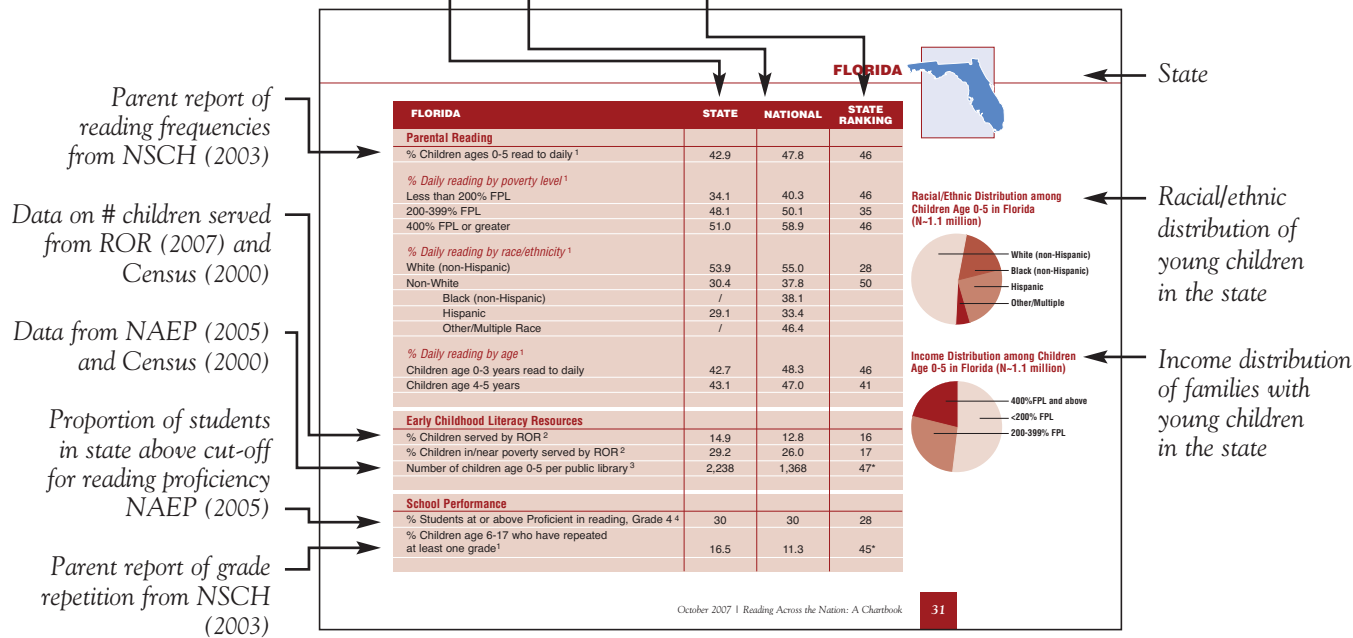 Parent report of
reading frequencies
from NSCH (2003)
Data on # children served
from ROR (2007) and
Census (2000)
Data from NAEP (2005)
and Census (2000)
Proportion of students
in state above cut-off
for reading proficiency
NAEP (2005)
Parent report of grade
repetition from NSCH
(2003)
FLORIDA
FLORIDA STATE NATIONAL STATE RANKING
Parental Reading
% Children ages 0-5 read to daily 1 42.9 47.8 46
% Daily reading by poverty level 1
Less than 200% FPL 34.1 40.3 46
200-399% FPL 48.1 50.1 35
400% FPL or greater 51.0 58.9 46
% Daily reading by race/ethnicity 1
White (non-Hispanic) 53.9 55.0 28
Non-White 30.4 37.8 50
Black (non-Hispanic) / 38.1
Hispanic 29.1 33.4
Other/Multiple Race / 46.4
% Daily reading by age 1
Children age 0-3 years read to daily 42.7 48.3 46
Children age 4-5 years 43.1 47.0 41
Early Childhood Literacy Resources
% Children served by ROR 2 14.9 12.8 16
% Children in/near poverty served by ROR 2 29.2 26.0 17
Number of children age 0-5 per public library 3 2,238 1,368 47*
School Performance
% Students at or above Proficient in reading, Grade 4 4 30 30 28
% Children age 6-17 who have repeated
at least one grade 1 16.5 11.3 45*
Racial/Ethnic Distribution among
Children Age 0-5 in Florida
(N~1.1 million)
White (non-Hispanic)
Black (non-Hispanic)
Hispanic
Other/Multiple
Income Distribution among Children
Age 0-5 in Florida (N~1.1 million)
400%FPL and above
<200% FPL
200-399% FPL
October 2007 | Reading Across the Nation: A Chartbook 31
State
Racial/ethnic
distribution of
young children
in the state
Income distribution
of families with
young children
in the state